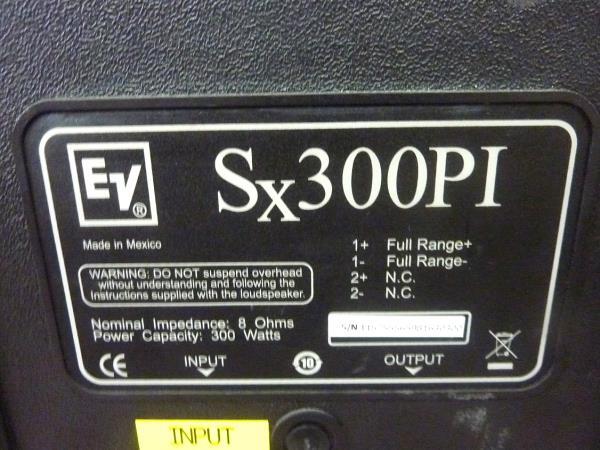 EV®
Sx300PI
Made in Mexico
1+ Full Range+
1- Full Range-
2+ N.C.
2- N.C.
WARNING: DO NOT suspend overhead
without understanding and following the
instructions supplied with the loudspeaker.
Nominal Impedance: 8 Ohms
Power Capacity: 300 Watts
S/N
CE
INPUT
10
OUTPUT
INPUT